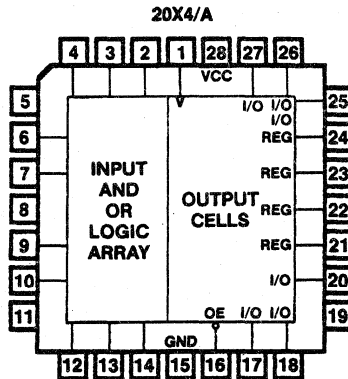 20X4/A
4 3 2 1 28 27 26
VCC
5 I/O I/O 25
I/O
6 REG 24
7 REG 23
INPUT
AND
OR
LOGIC
ARRAY
OUTPUT
CELLS
8 REG 22
9 REG 21
10 I/O 20
11 OE I/O I/O 19
GND
12 13 14 15 16 17 18